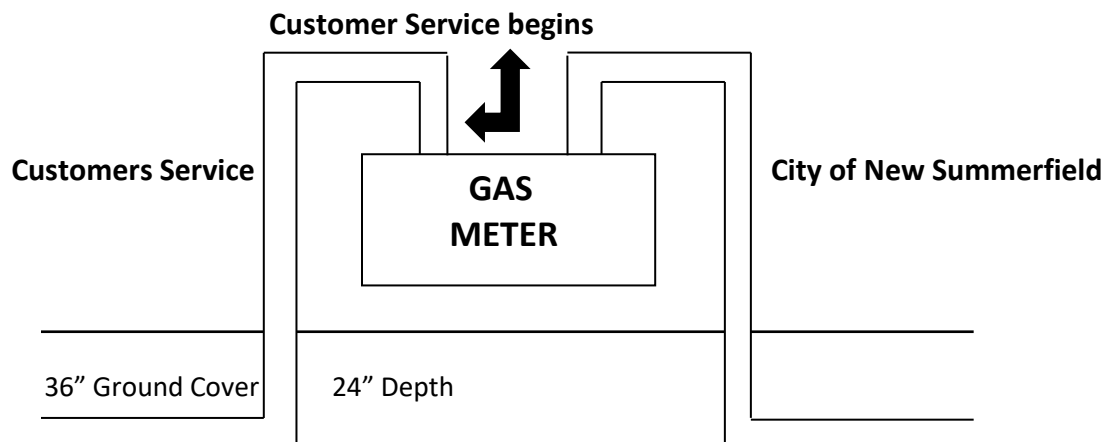 Customer Service begins
Customers Service
GAS
METER
City of New Summerfield
36” Ground Cover
24” Depth